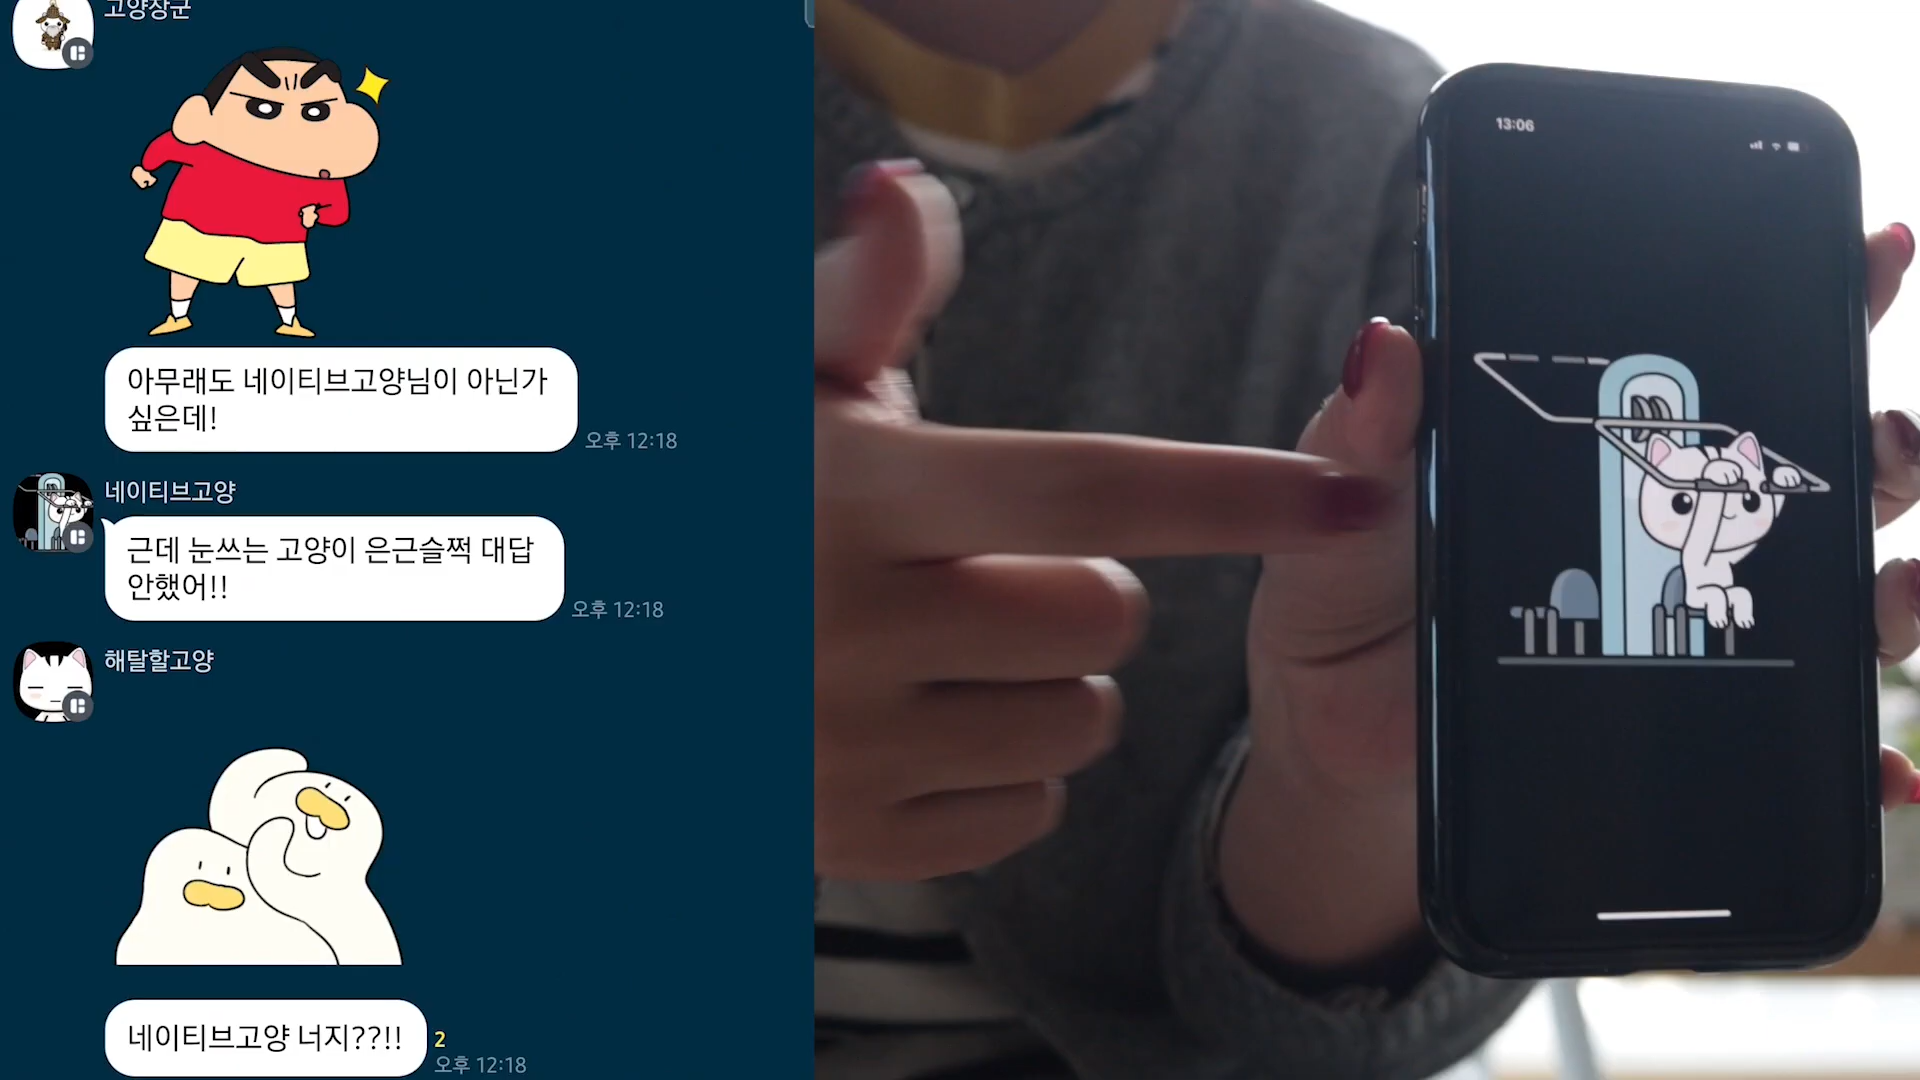 고양장군
아무래도 네이티브고양님이 아닌가
싶은데!
오후 12:18
네이티브고양
근데 눈쓰는 고양이 은근슬쩍 대답
안했어!!
오후 12:18
해탈할고양
네이티브고양 너지??!!
2
오후 12:18
13:06